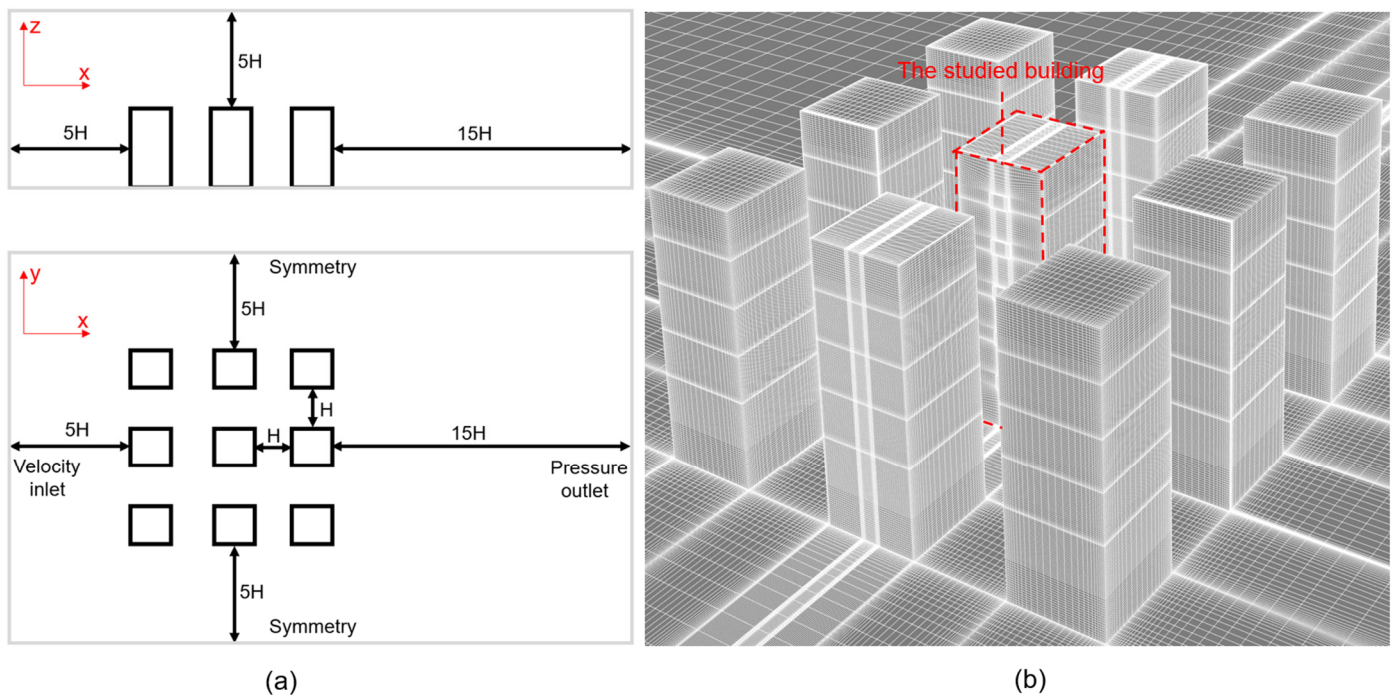 z
x
5H
5H
15H
y
x
Symmetry
5H
H
5H
H
15H
Velocity
inlet
Pressure
outlet
5H
Symmetry
(a)
The studied building
(b)